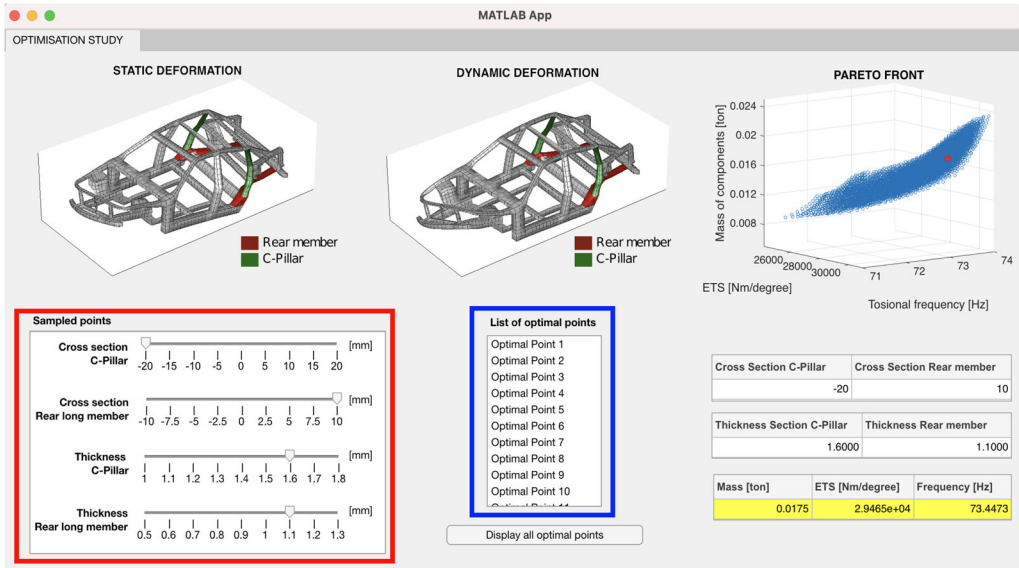 MATLAB App
OPTIMISATION STUDY
STATIC DEFORMATION
Rear member
C-Pillar
DYNAMIC DEFORMATION
Rear member
C-Pillar
PARETO FRONT
Mass of components [ton]
0.024
0.02
0.016
0.012
0.008
26000 28000 30000
ETS [Nm/degree]
71 72 73 74
Tosional frequency [Hz]
Sampled points
Cross section
C-Pillar
[mm]
-20 -15 -10 -5 0 5 10 15 20
Cross section
Rear long member
[mm]
-10 -7.5 -5 -2.5 0 2.5 5 7.5 10
Thickness
C-Pillar
[mm]
1 1.1 1.2 1.3 1.4 1.5 1.6 1.7 1.8
Thickness
Rear long member
[mm]
0.5 0.6 0.7 0.8 0.9 1 1.1 1.2 1.3
List of optimal points
Optimal Point 1
Optimal Point 2
Optimal Point 3
Optimal Point 4
Optimal Point 5
Optimal Point 6
Optimal Point 7
Optimal Point 8
Optimal Point 9
Optimal Point 10
Optimal Point 11
Display all optimal points
Cross Section C-Pillar Cross Section Rear member
-20 10
Thickness Section C-Pillar Thickness Rear member
1.6000 1.1000
Mass [ton] ETS [Nm/degree] Frequency [Hz]
0.0175 2.9465e+04 73.4473